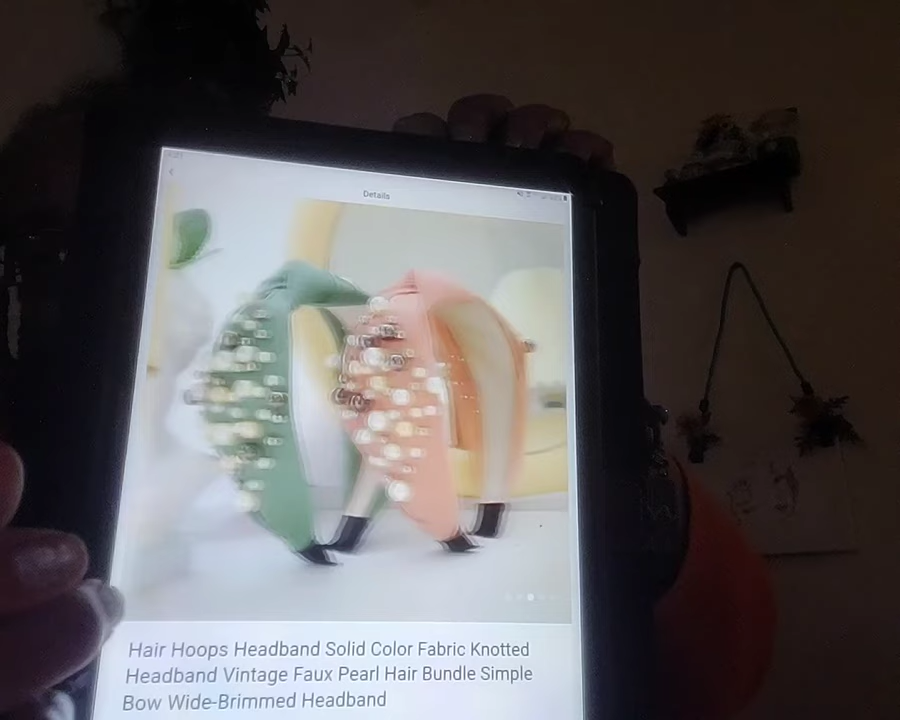 Details
Hair Hoops Headband Solid Color Fabric Knotted
Headband Vintage Faux Pearl Hair Bundle Simple
Bow Wide-Brimmed Headband